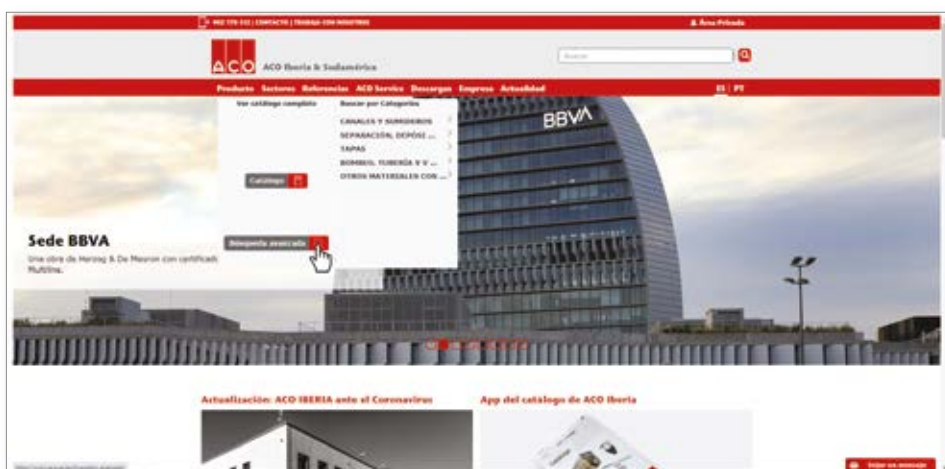 902 170 312 | CONTACTO | TRABAJA CON NOSOTROS
Área Privada
ACO
ACO Iberia & Sudamérica
Buscar
Producto Sectores Referencias ACO Service Descargas Empresa Actualidad
ES | PT
Ver catálogo completo
Buscar por Categorías
CANALES Y SUMIDEROS
SEPARACIÓN, DEPÓSI ...
TAPAS
BOMBEO, TUBERÍA Y V ...
OTROS MATERIALES CON ...
Catálogo
Búsqueda avanzada
BBVA
Sede BBVA
Una obra de Herzog & De Meuron con certificado
Multiline.
Actualización: ACO IBERIA ante el Coronavirus
App del catálogo de ACO Iberia
Dejar un mensaje